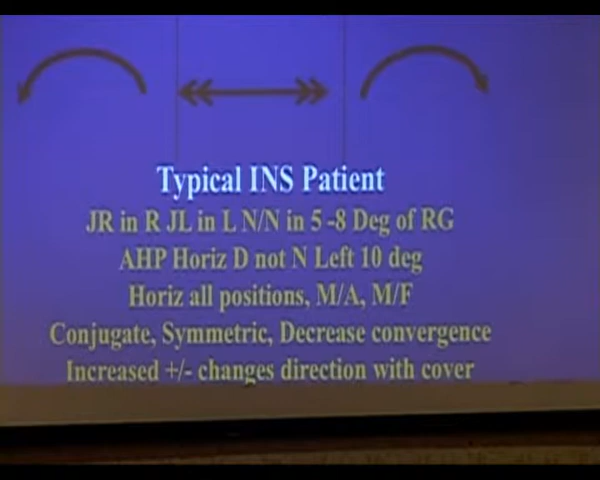 Typical INS Patient
JR in R JL in L N/N in 5 -8 Deg of RG
AHP Horiz D not N Left 10 deg
Horiz all positions, M/A, M/F
Conjugate, Symmetric, Decrease convergence
Increased +/- changes direction with cover